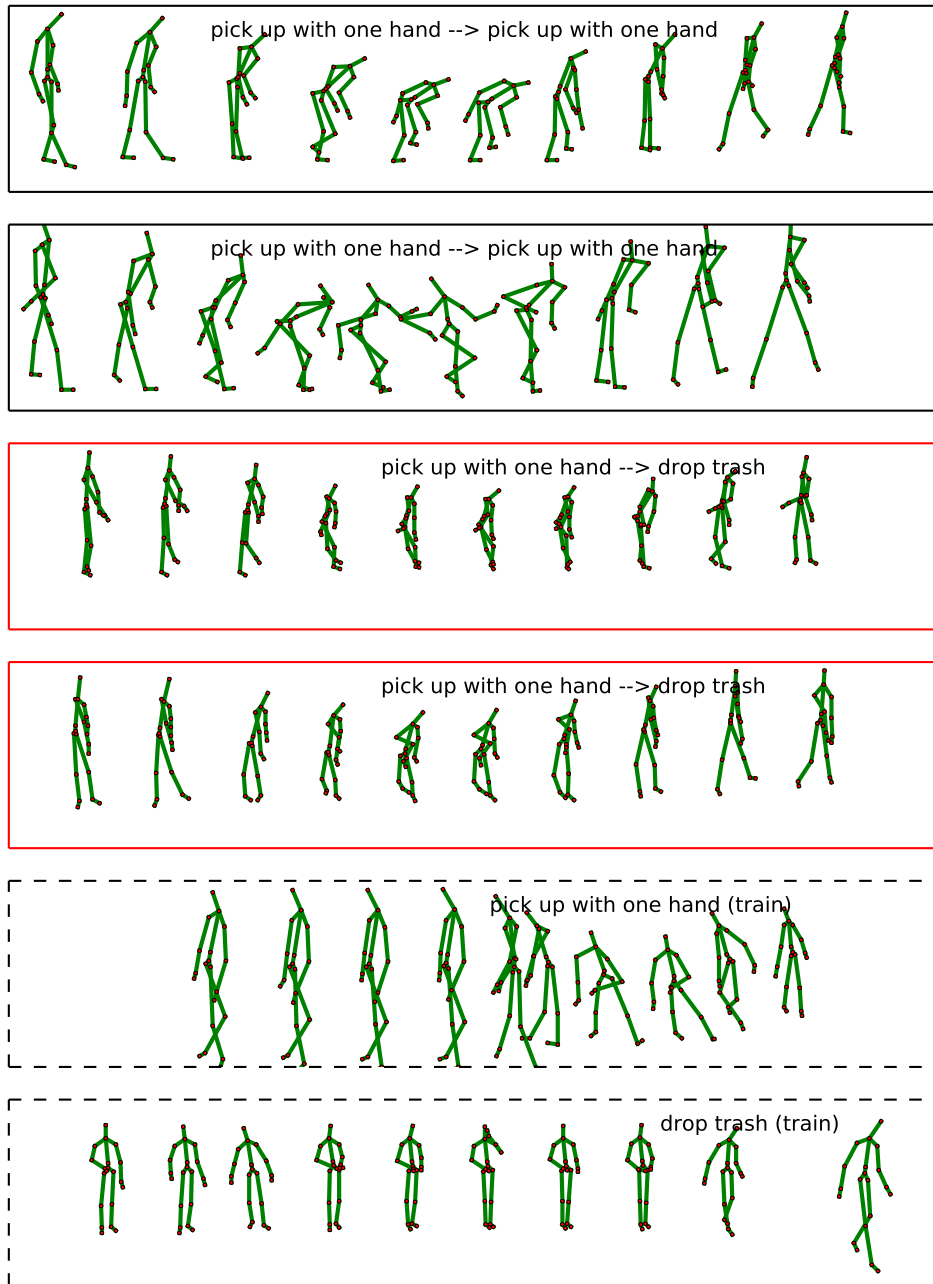 pick up with one hand --> pick up with one hand
pick up with one hand --> pick up with one hand
pick up with one hand --> drop trash
pick up with one hand --> drop trash
pick up with one hand (train)
drop trash (train)